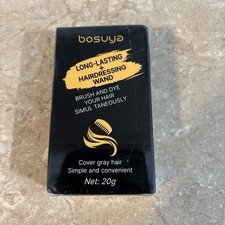 bosuya
LONG-LASTING
+
HAIRDRESSING
WAND
BRUSH AND DYE
YOUR HAIR
SIMUL TANEOUSLY
Cover gray hair
Simple and convenient
Net: 20g